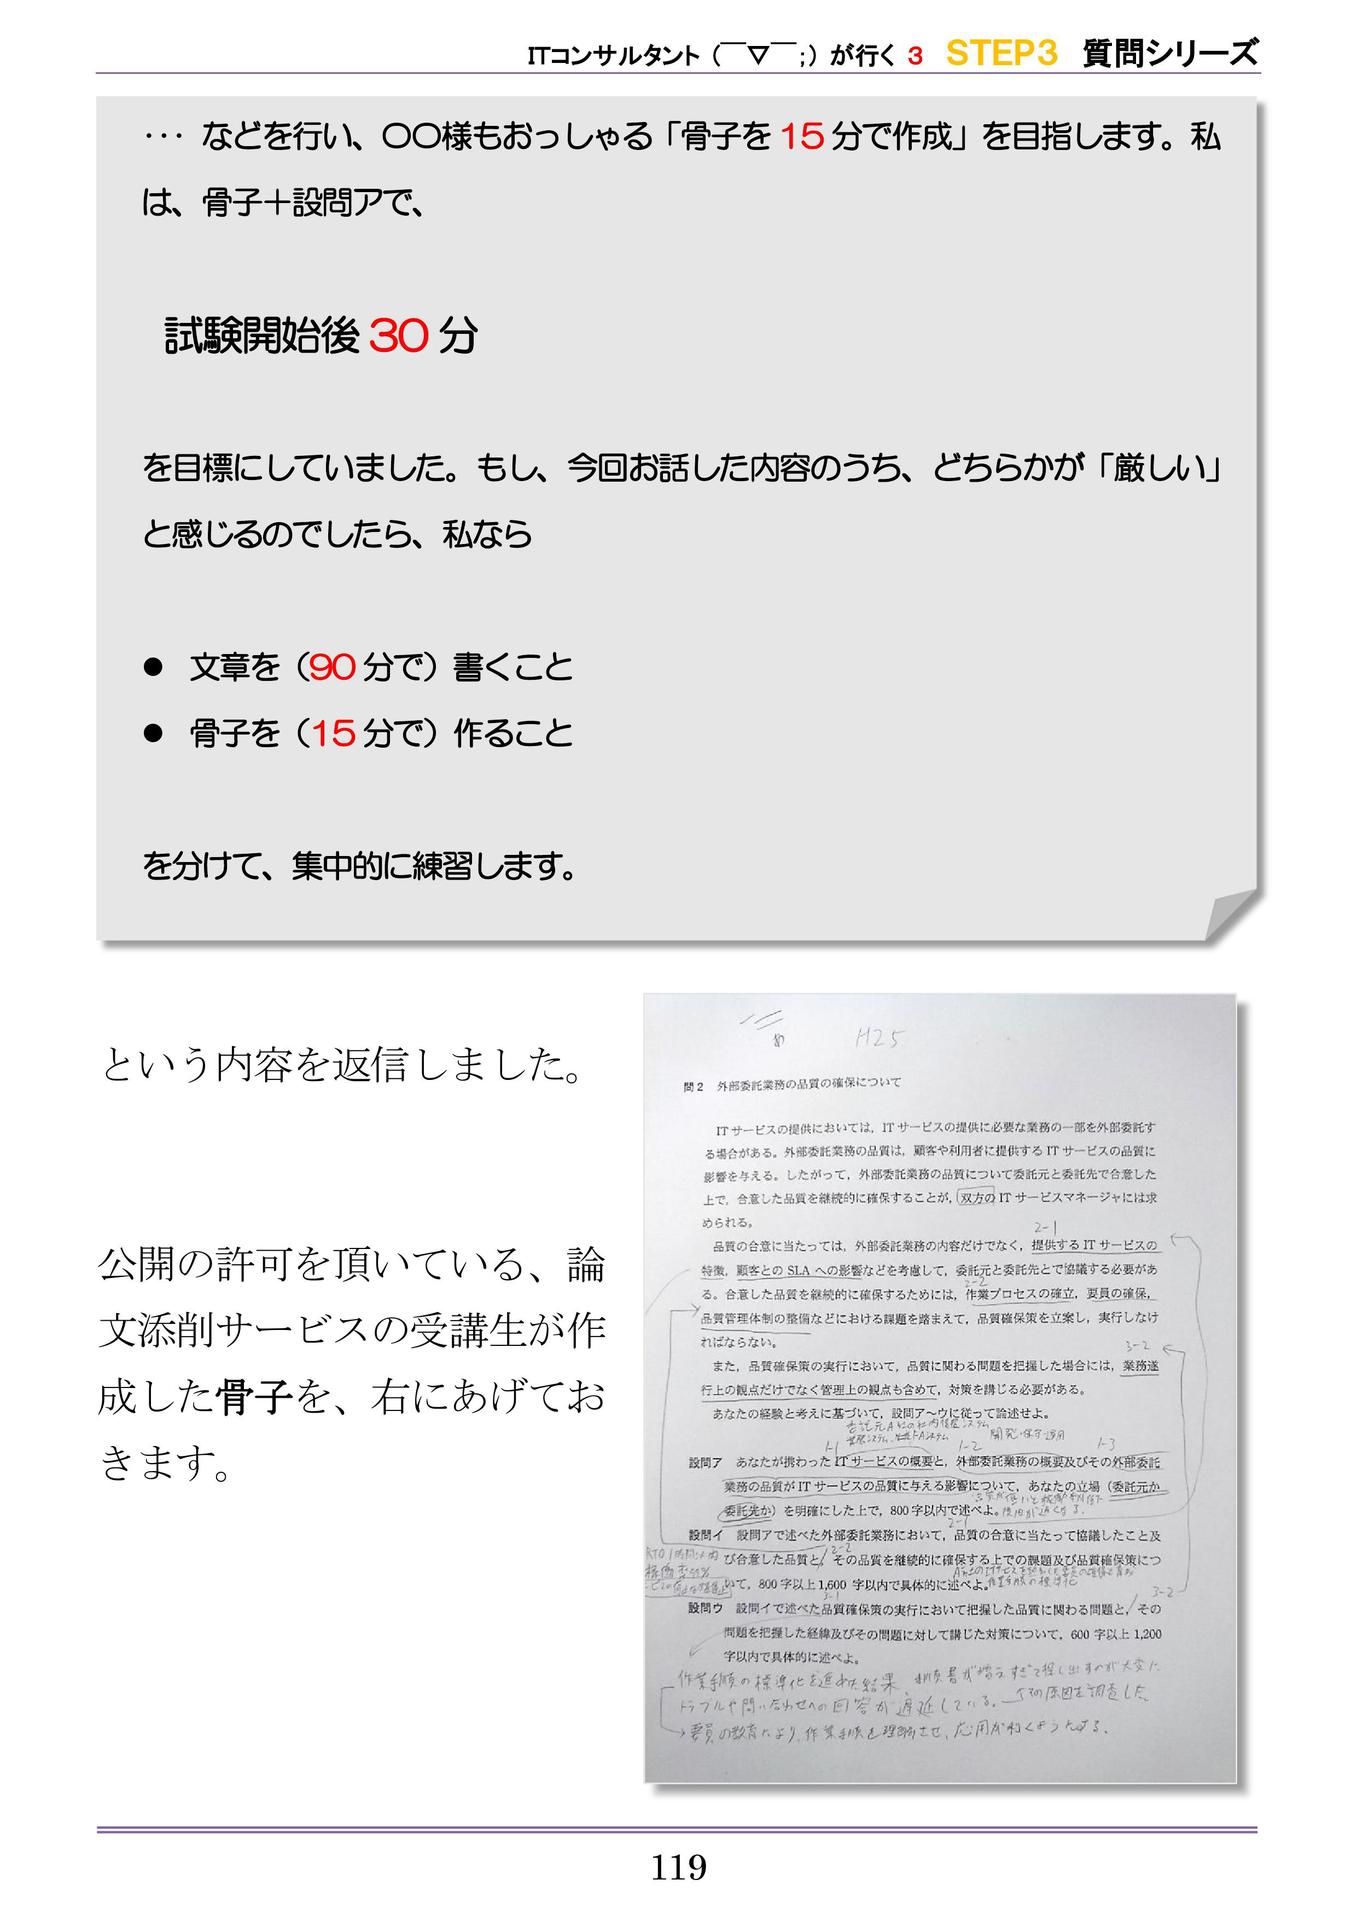 ITコンサルタント（￣▽￣;）が行く 3 STEP3 質問シリーズ
··· などを行い、〇〇様もおっしゃる「骨子を 15 分で作成」を目指します。私
は、骨子＋設問アで、
試験開始後 30 分
を目標にしていました。もし、今回お話した内容のうち、どちらかが「厳しい」
と感じるのでしたら、私なら
● 文章を（90 分で）書くこと
● 骨子を（15 分で）作ること
を分けて、集中的に練習します。
という内容を返信しました。
公開の許可を頂いている、論
文添削サービスの受講生が作
成した骨子を、右にあげてお
きます。
H25
問2 外部委託業務の品質の確保について
ITサービスの提供においては，ITサービスの提供に必要な業務の一部を外部委託す
る場合がある。外部委託業務の品質は，顧客や利用者に提供するITサービスの品質に
影響を与える。したがって，外部委託業務の品質について委託元と委託先で合意した
上で，合意した品質を継続的に確保することが，双方のITサービスマネージャには求
められる。
2-1
品質の合意に当たっては，外部委託業務の内容だけでなく，提供するITサービスの
特徴，顧客とのSLAへの影響などを考慮して，委託元と委託先とで協議する必要があ
2-2
る。合意した品質を継続的に確保するためには，作業プロセスの確立，要員の確保，
品質管理体制の整備などにおける課題を踏まえて，品質確保策を立案し，実行しなけ
ればならない。
3-2
また，品質確保策の実行において，品質に関わる問題を把握した場合には，業務遂
行上の観点だけでなく管理上の観点も含めて，対策を講じる必要がある。
あなたの経験と考えに基づいて，設問ア～ウに従って論述せよ。
1-1 1-2 1-3
設問ア あなたが携わったITサービスの概要と，外部委託業務の概要及びその外部委託
業務の品質がITサービスの品質に与える影響について，あなたの立場（委託元か
委託先か）を明確にした上で，800字以内で述べよ。
2-1
設問イ 設問アで述べた外部委託業務において，品質の合意に当たって協議したこと及
2-2
び合意した品質と，その品質を継続的に確保する上での課題及び品質確保策につ
いて，800字以上1,600字以内で具体的に述べよ。
3-1 3-2
設問ウ 設問イで述べた品質確保策の実行において把握した品質に関わる問題と，その
問題を把握した経緯及びその問題に対して講じた対策について，600字以上1,200
字以内で具体的に述べよ。
作業手順の標準化を進めた結果、手順書が増えすぎて探し出すのが大変に
トラブルや問い合わせへの回答が遅延している。その原因を調査した
要員の教育により、作業手順を理解させ、応用がきくようにする。
119